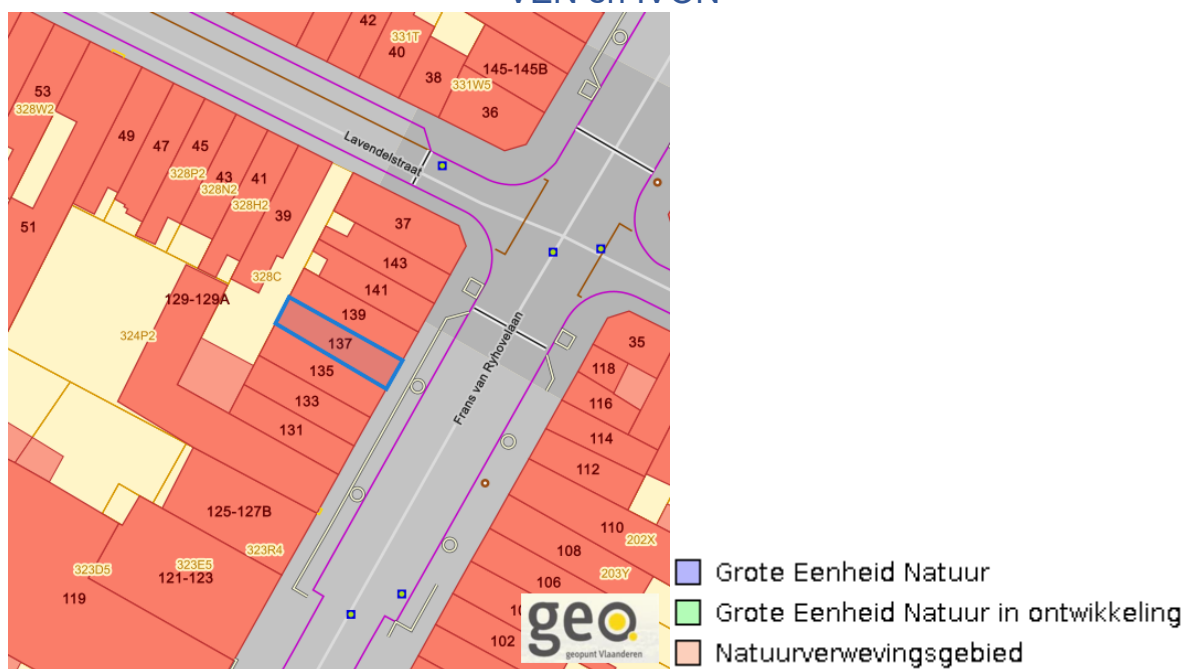 VEN en IVON
42
331T
40
38
331W5
145-145B
36
53
328W2
49
47
45
43
41
39
328P2
328N2
328H2
Lavendelstraat
51
37
143
328C
141
129-129A
139
137
324P2
135
133
131
Frans van Ryhovelaan
35
118
116
114
112
125-127B
110
202X
108
323R4
323D5
323E5
121-123
203Y
106
119
102
geo
geopunt Vlaanderen
Grote Eenheid Natuur
Grote Eenheid Natuur in ontwikkeling
Natuurverwevingsgebied